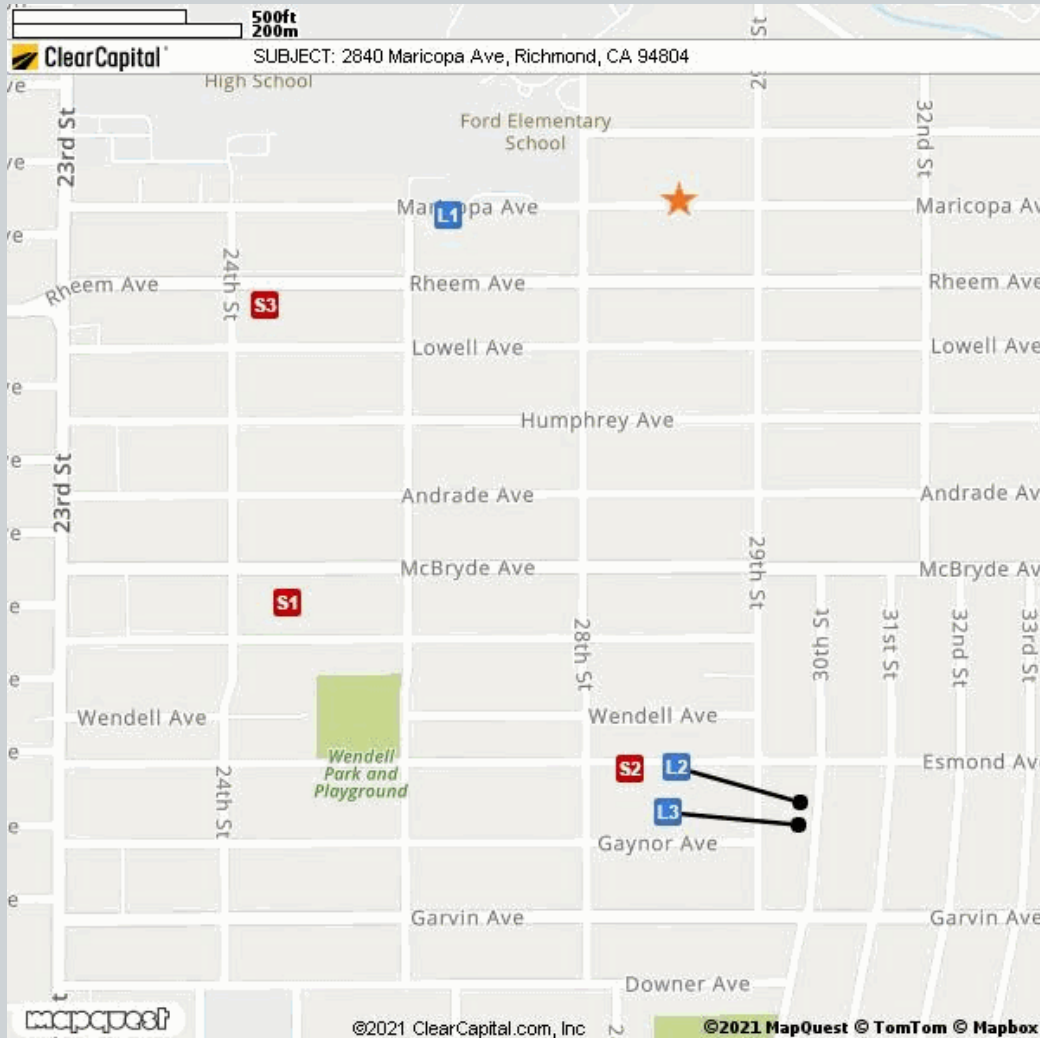 500ft
200m
ClearCapital
SUBJECT: 2840 Maricopa Ave, Richmond, CA 94804
High School
23rd St
Ford Elementary
School
32nd St
Maricopa Ave
L1
Maricopa Av
24th St
Rheem Ave
Rheem Ave
Rheem Ave
S3
Lowell Ave
Lowell Ave
Humphrey Ave
23rd St
Andrade Ave
Andrade Av
McBryde Ave
McBryde Av
29th St
S1
28th St
30th St
31st St
32nd St
33rd St
Wendell Ave
Wendell Ave
Wendell
Park and
Playground
S2
L2
Esmond Av
24th St
L3
Gaynor Ave
Garvin Ave
Garvin Ave
Downer Ave
mapquest
©2021 ClearCapital.com, Inc
©2021 MapQuest © TomTom © Mapbox